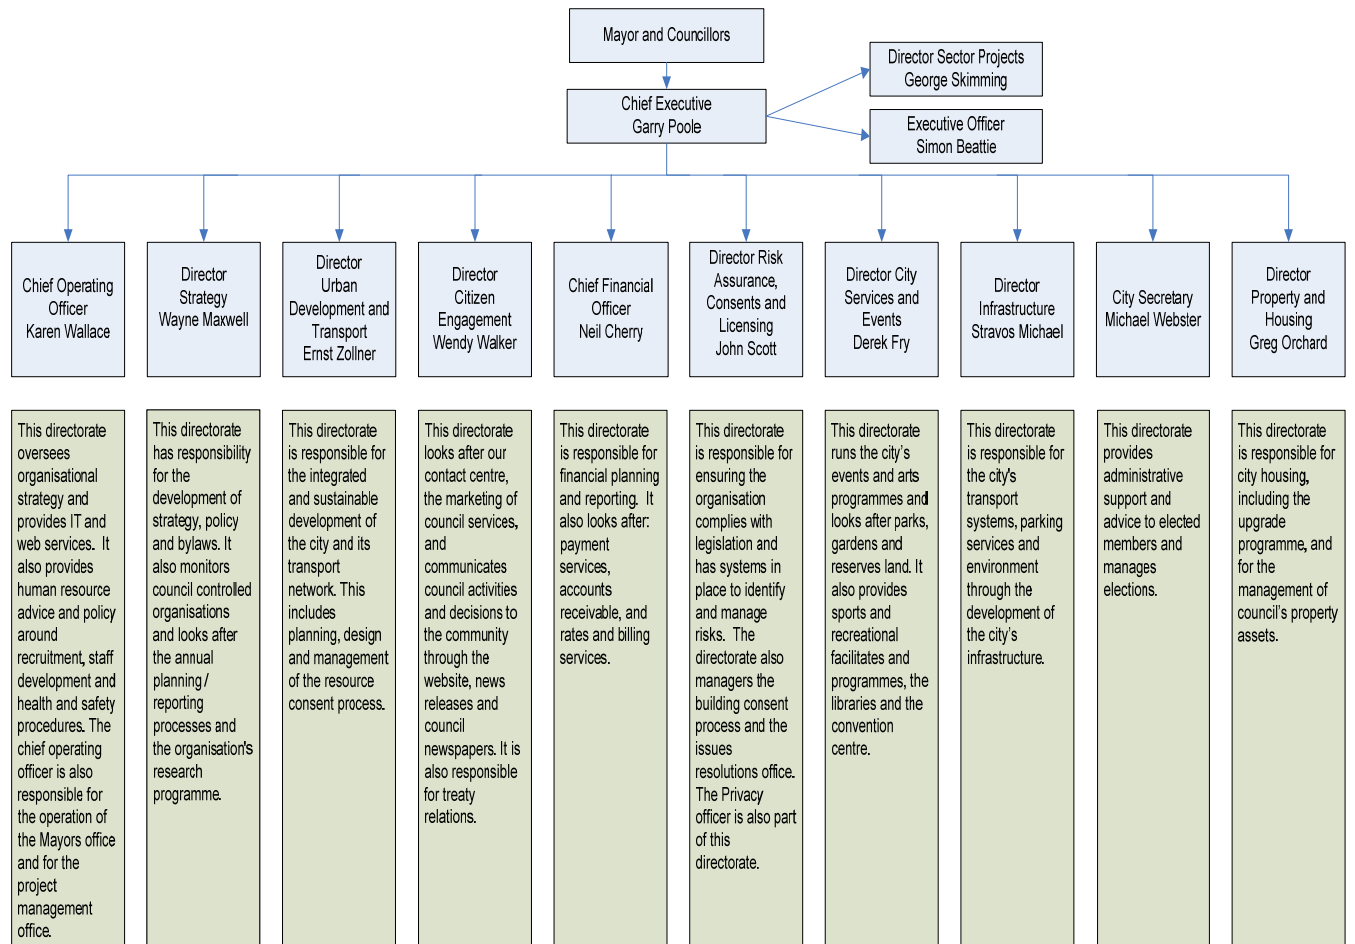 Mayor and Councillors
Director Sector Projects
George Skimming
Chief Executive
Garry Poole
Executive Officer
Simon Beattie
Chief Operating
Officer
Karen Wallace
Director
Strategy
Wayne Maxwell
Director
Urban
Development and
Transport
Ernst Zollner
Director
Citizen
Engagement
Wendy Walker
Chief Financial
Officer
Neil Cherry
Director Risk
Assurance,
Consents and
Licensing
John Scott
Director City
Services and
Events
Derek Fry
Director
Infrastructure
Stravos Michael
City Secretary
Michael Webster
Director
Property and
Housing
Greg Orchard
This directorate
oversees
organisational
strategy and
provides IT and
web services. It
also provides
human resource
advice and policy
around
recruitment, staff
development and
health and safety
procedures. The
chief operating
officer is also
responsible for
the operation of
the Mayors office
and for the
project
management
office.
This directorate
has responsibility
for the
development of
strategy, policy
and bylaws. It
also monitors
council controlled
organisations
and looks after
the annual
planning /
reporting
processes and
the organisation's
research
programme.
This directorate
is responsible for
the integrated
and sustainable
development of
the city and its
transport
network. This
includes
planning, design
and management
of the resource
consent process.
This directorate
looks after our
contact centre,
the marketing of
council services,
and
communicates
council activities
and decisions to
the community
through the
website, news
releases and
council
newspapers. It is
also responsible
for treaty
relations.
This directorate
is responsible for
financial planning
and reporting. It
also looks after:
payment
services,
accounts
receivable, and
rates and billing
services.
This directorate
is responsible for
ensuring the
organisation
complies with
legislation and
has systems in
place to identify
and manage
risks. The
directorate also
managers the
building consent
process and the
issues
resolutions office.
The Privacy
officer is also part
of this
directorate.
This directorate
runs the city's
events and arts
programmes and
looks after parks,
gardens and
reserves land. It
also provides
sports and
recreational
facilitates and
programmes, the
libraries and the
convention
centre.
This directorate
is responsible for
the city's
transport
systems, parking
services and
environment
through the
development of
the city's
infrastructure.
This directorate
provides
administrative
support and
advice to elected
members and
manages
elections.
This directorate
is responsible for
city housing,
including the
upgrade
programme, and
for the
management of
council's property
assets.